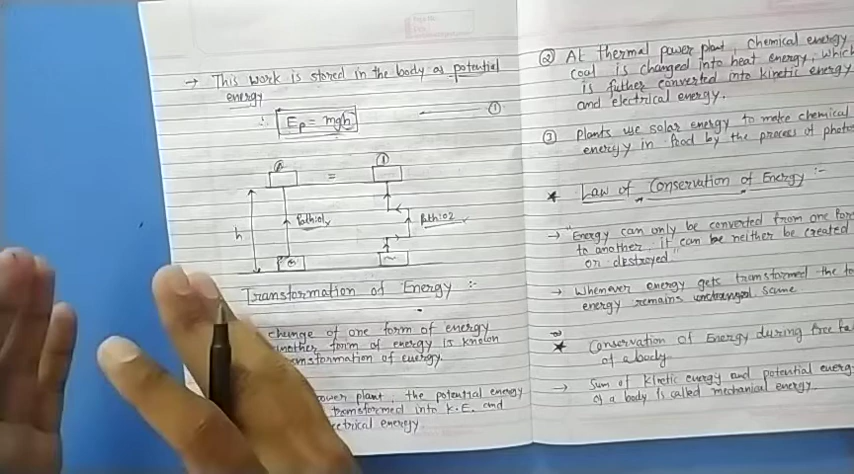 → This work is stored in the body as potential
energy
∴ Ep = mgh ①
②
=
①
h
Path①
Path②
Transformation of Energy :-
change of one form of energy
another form of energy is known
transformation of energy.
power plant, the potential energy
transformed into K.E. and
electrical energy
② At thermal power plant, chemical energy
coal is changed into heat energy, which
is futher converted into kinetic energy
and electrical energy.
③ plants use solar energy to make chemical
energy in food by the process of photos
* Law of Conservation of Energy :-
→ "Energy can only be converted from one form
to another, it can be neither be created
or destroyed"
→ Whenever energy gets transformed the to
energy remains same
* Conservation of Energy during free fa
of a body
→ Sum of kinetic energy and potential energ
of a body is called mechanical energy